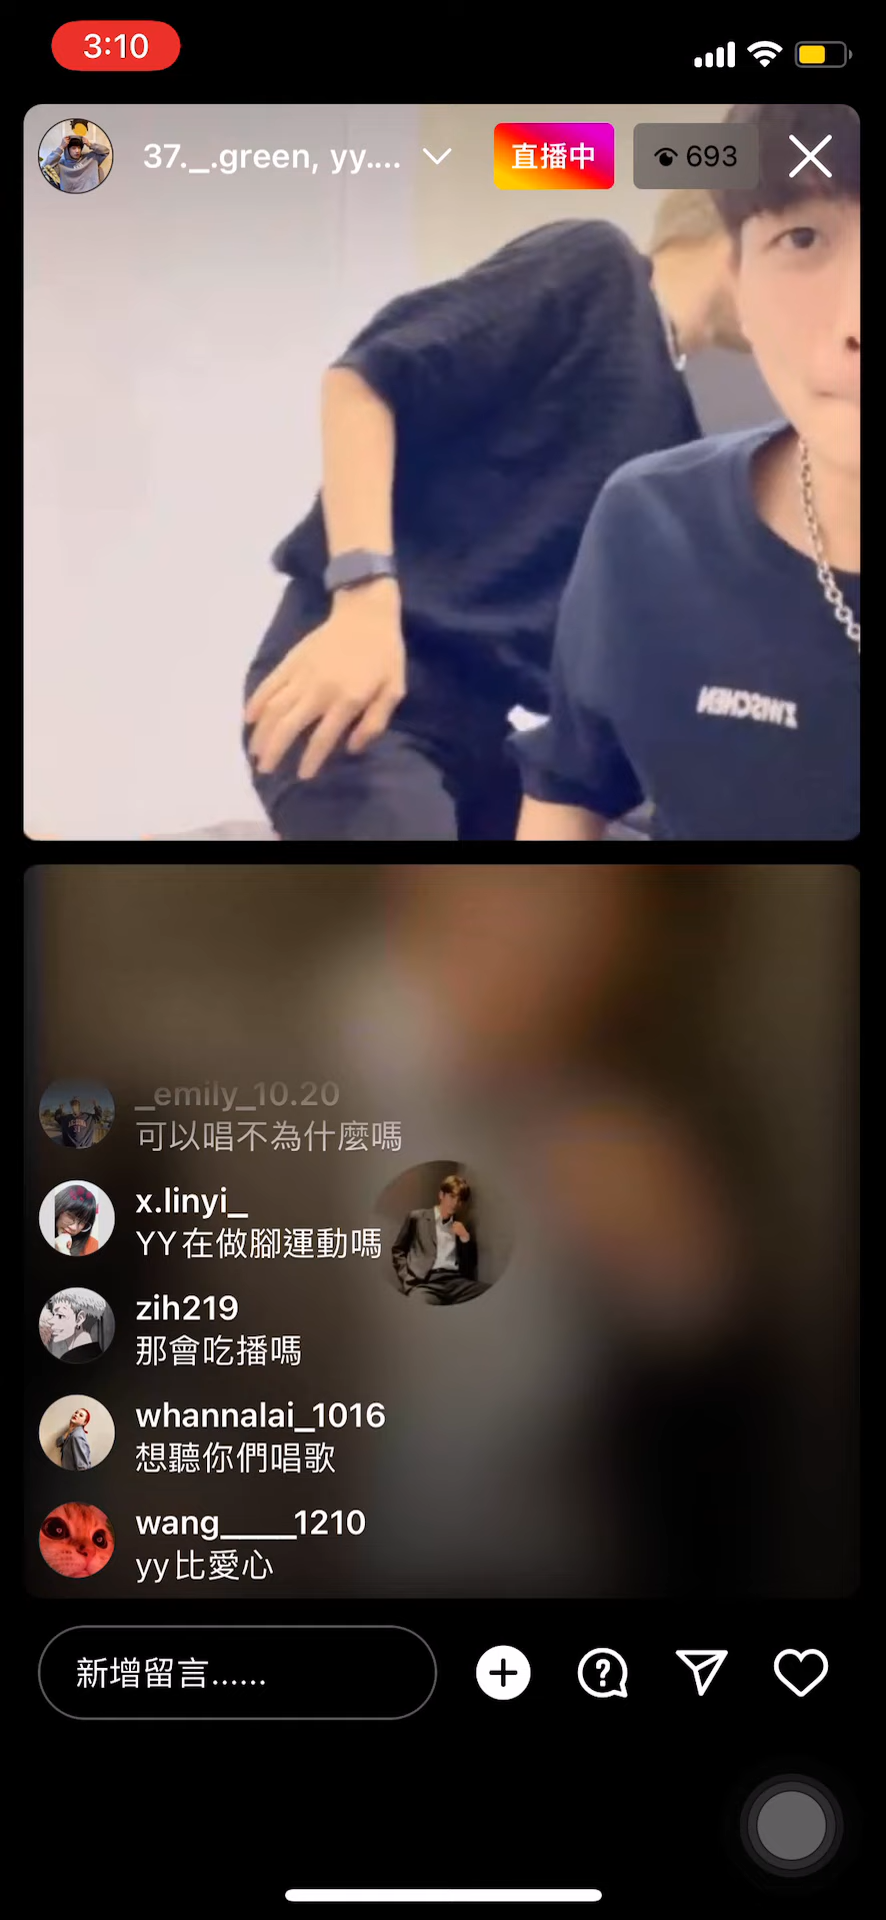 3:10
37._.green, yy....
直播中
693
ZWISCHEN
_emily_10.20
可以唱不為什麼嗎
x.linyi_
YY在做腳運動嗎
zih219
那會吃播嗎
whannalai_1016
想聽你們唱歌
wang____1210
yy比愛心
新增留言......